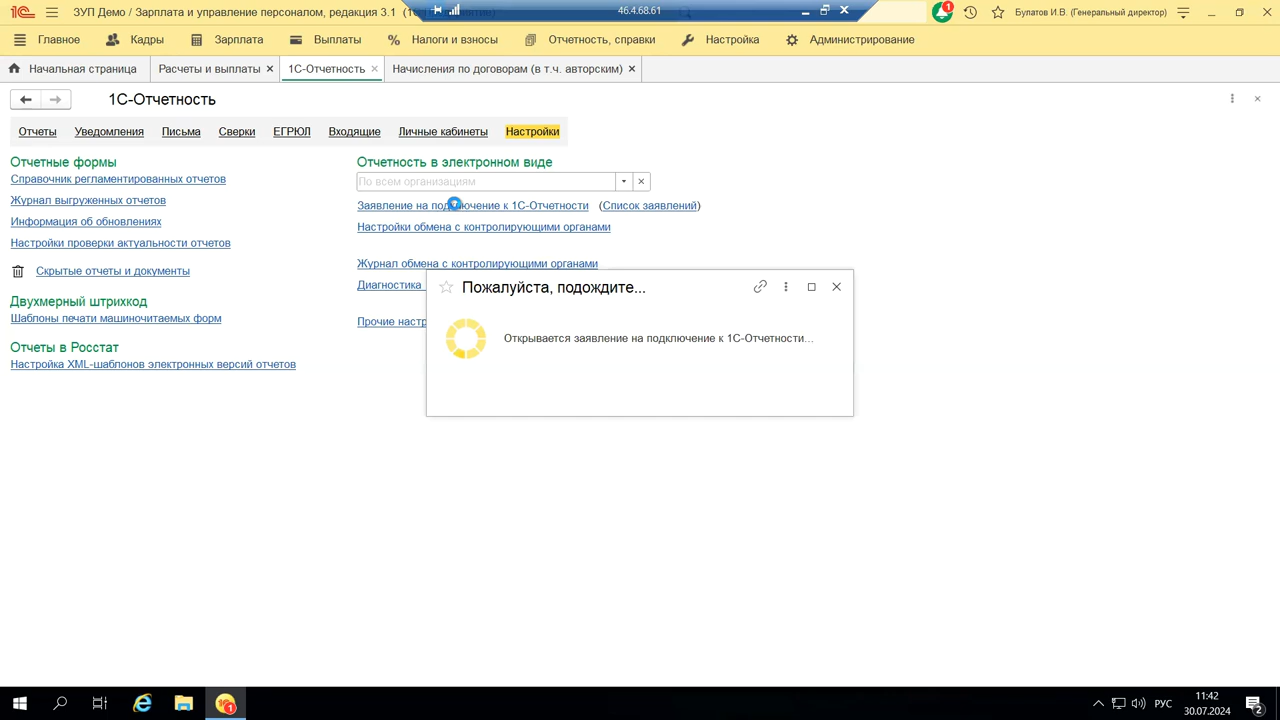 ЗУП Демо / Зарплата и управление персоналом, редакция 3.1
46.4.68.61
1
Булатов И.В. (Генеральный директор)
Главное Кадры Зарплата Выплаты Налоги и взносы Отчетность, справки Настройка Администрирование
Начальная страница Расчеты и выплаты 1С-Отчетность Начисления по договорам (в т.ч. авторским)
1С-Отчетность
Отчеты Уведомления Письма Сверки ЕГРЮЛ Входящие Личные кабинеты Настройки
Отчетные формы
Справочник регламентированных отчетов
Журнал выгруженных отчетов
Информация об обновлениях
Настройки проверки актуальности отчетов
Скрытые отчеты и документы
Двухмерный штрихкод
Шаблоны печати машиночитаемых форм
Отчеты в Росстат
Настройка XML-шаблонов электронных версий отчетов
Отчетность в электронном виде
По всем организациям
Заявление на подключение к 1С-Отчетности (Список заявлений)
Настройки обмена с контролирующими органами
Журнал обмена с контролирующими органами
Диагностика
Прочие настр
Пожалуйста, подождите...
Открывается заявление на подключение к 1С-Отчетности...
1
РУС
11:42
30.07.2024
2